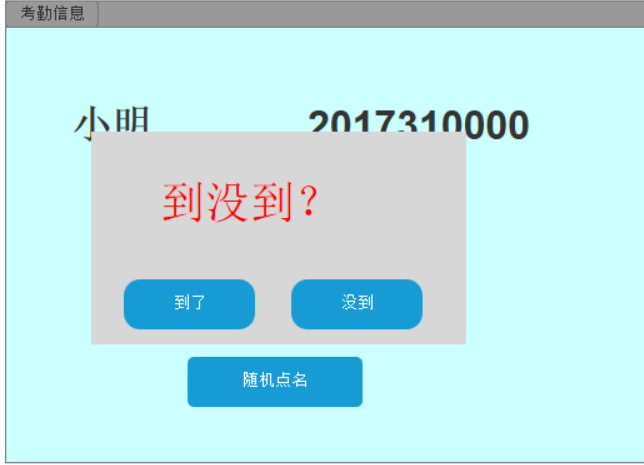 考勤信息
小明 2017310000
到没到？
到了 没到
随机点名